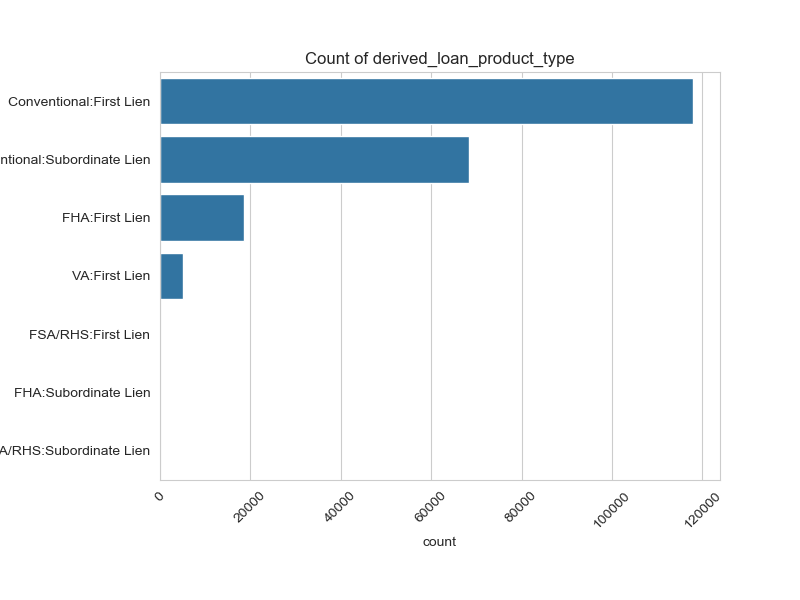 Count of derived_loan_product_type
Conventional:First Lien
ntional:Subordinate Lien
FHA:First Lien
VA:First Lien
FSA/RHS:First Lien
FHA:Subordinate Lien
A/RHS:Subordinate Lien
0
20000
40000
60000
80000
100000
120000
count